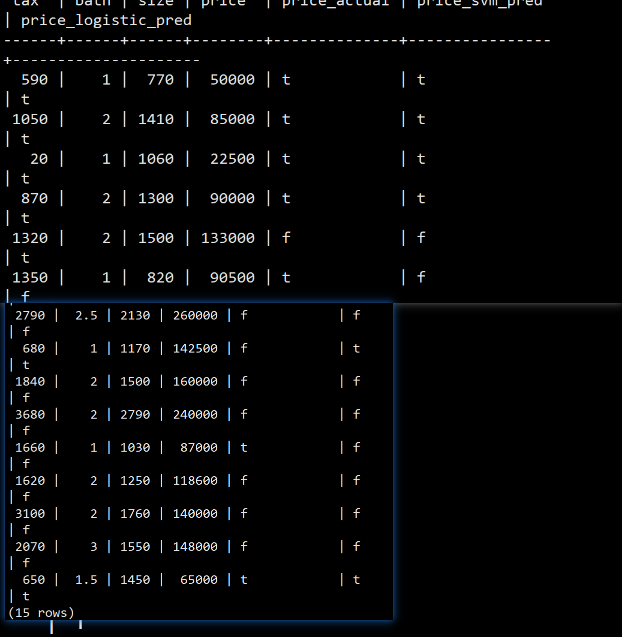 tax | bath | size | price | price_actual | price_svm_pred
| price_logistic_pred
------+------+------+--------+--------------+----------------
+---------------------
590 | 1 | 770 | 50000 | t | t
| t
1050 | 2 | 1410 | 85000 | t | t
| t
20 | 1 | 1060 | 22500 | t | t
| t
870 | 2 | 1300 | 90000 | t | t
| t
1320 | 2 | 1500 | 133000 | f | f
| t
1350 | 1 | 820 | 90500 | t | f
| f
2790 | 2.5 | 2130 | 260000 | f | f
| f
680 | 1 | 1170 | 142500 | f | t
| t
1840 | 2 | 1500 | 160000 | f | f
| f
3680 | 2 | 2790 | 240000 | f | f
| f
1660 | 1 | 1030 | 87000 | t | f
| f
1620 | 2 | 1250 | 118600 | f | f
| f
3100 | 2 | 1760 | 140000 | f | f
| f
2070 | 3 | 1550 | 148000 | f | f
| f
650 | 1.5 | 1450 | 65000 | t | t
| t
(15 rows)